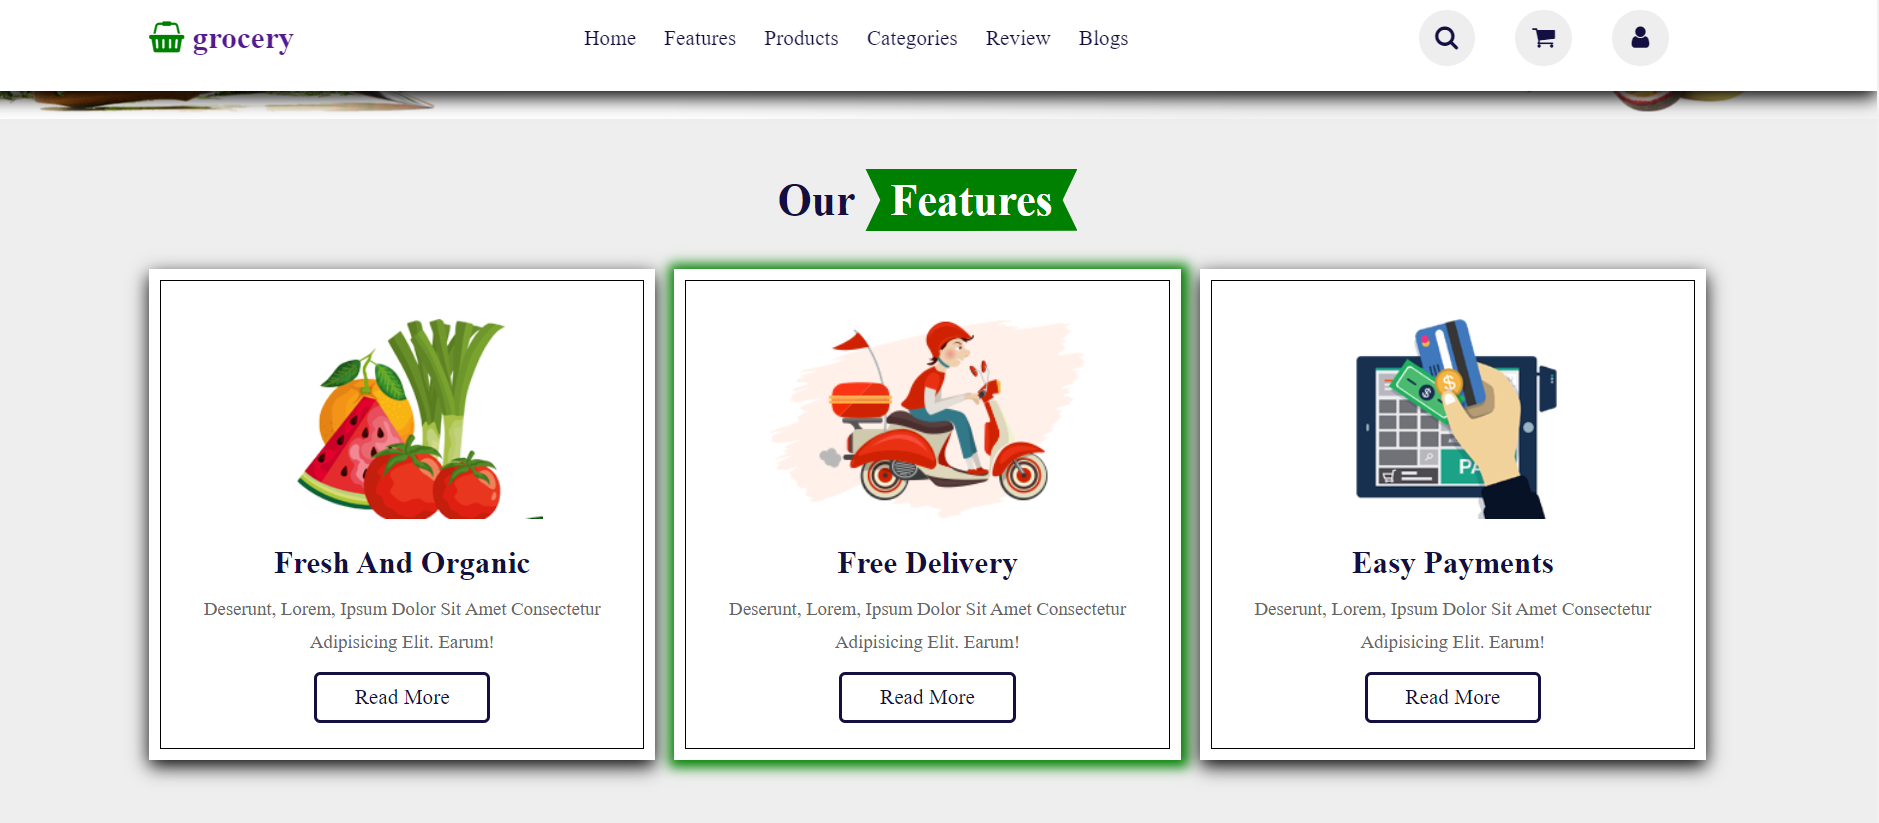 grocery
Home Features Products Categories Review Blogs
Our Features
Fresh And Organic
Deserunt, Lorem, Ipsum Dolor Sit Amet Consectetur
Adipisicing Elit. Earum!
Read More
Free Delivery
Deserunt, Lorem, Ipsum Dolor Sit Amet Consectetur
Adipisicing Elit. Earum!
Read More
$
$
PA
Easy Payments
Deserunt, Lorem, Ipsum Dolor Sit Amet Consectetur
Adipisicing Elit. Earum!
Read More